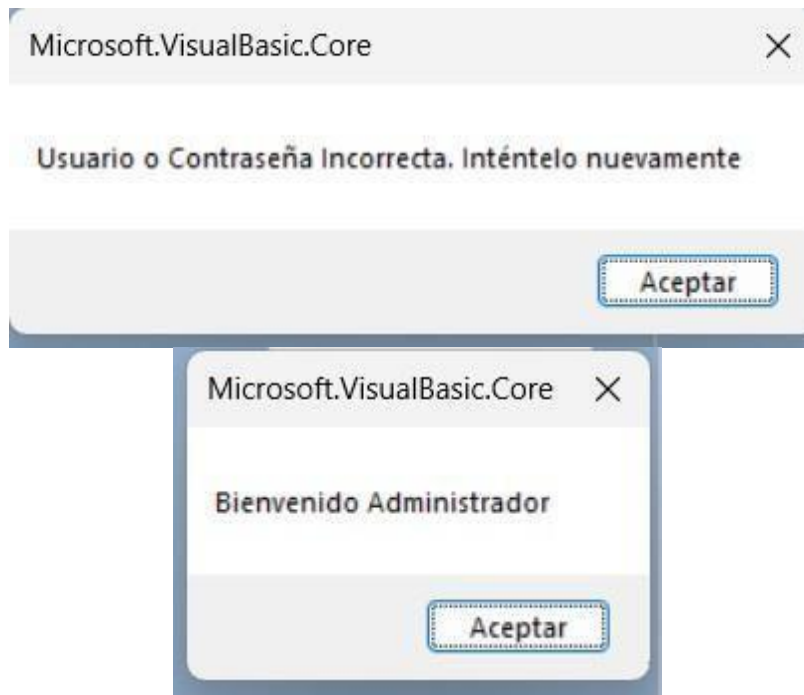 Microsoft.VisualBasic.Core
Usuario o Contraseña Incorrecta. Inténtelo nuevamente
Aceptar
Microsoft.VisualBasic.Core
Bienvenido Administrador
Aceptar